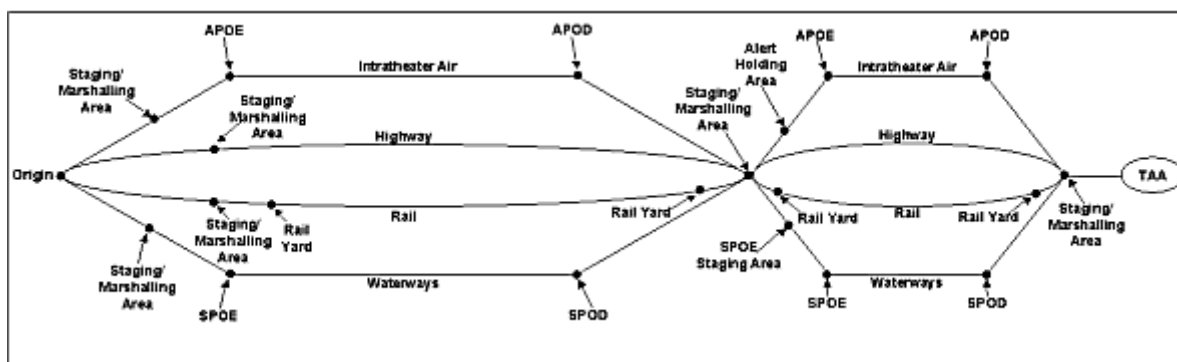 APOE
APOD
Intratheater Air
Staging/
Marshalling
Area
Staging/
Marshalling
Area
Highway
Origin
Rail
Staging/
Marshalling
Area
Rail
Yard
Rail Yard
Staging/
Marshalling
Area
Waterways
SPOE
SPOD
Alert
Holding
Area
Staging/
Marshalling
Area
APOE
APOD
Intratheater Air
Highway
Rail Yard
Rail
Rail Yard
SPOE
Staging Area
Staging/
Marshalling
Area
TAA
Waterways
SPOE
SPOD